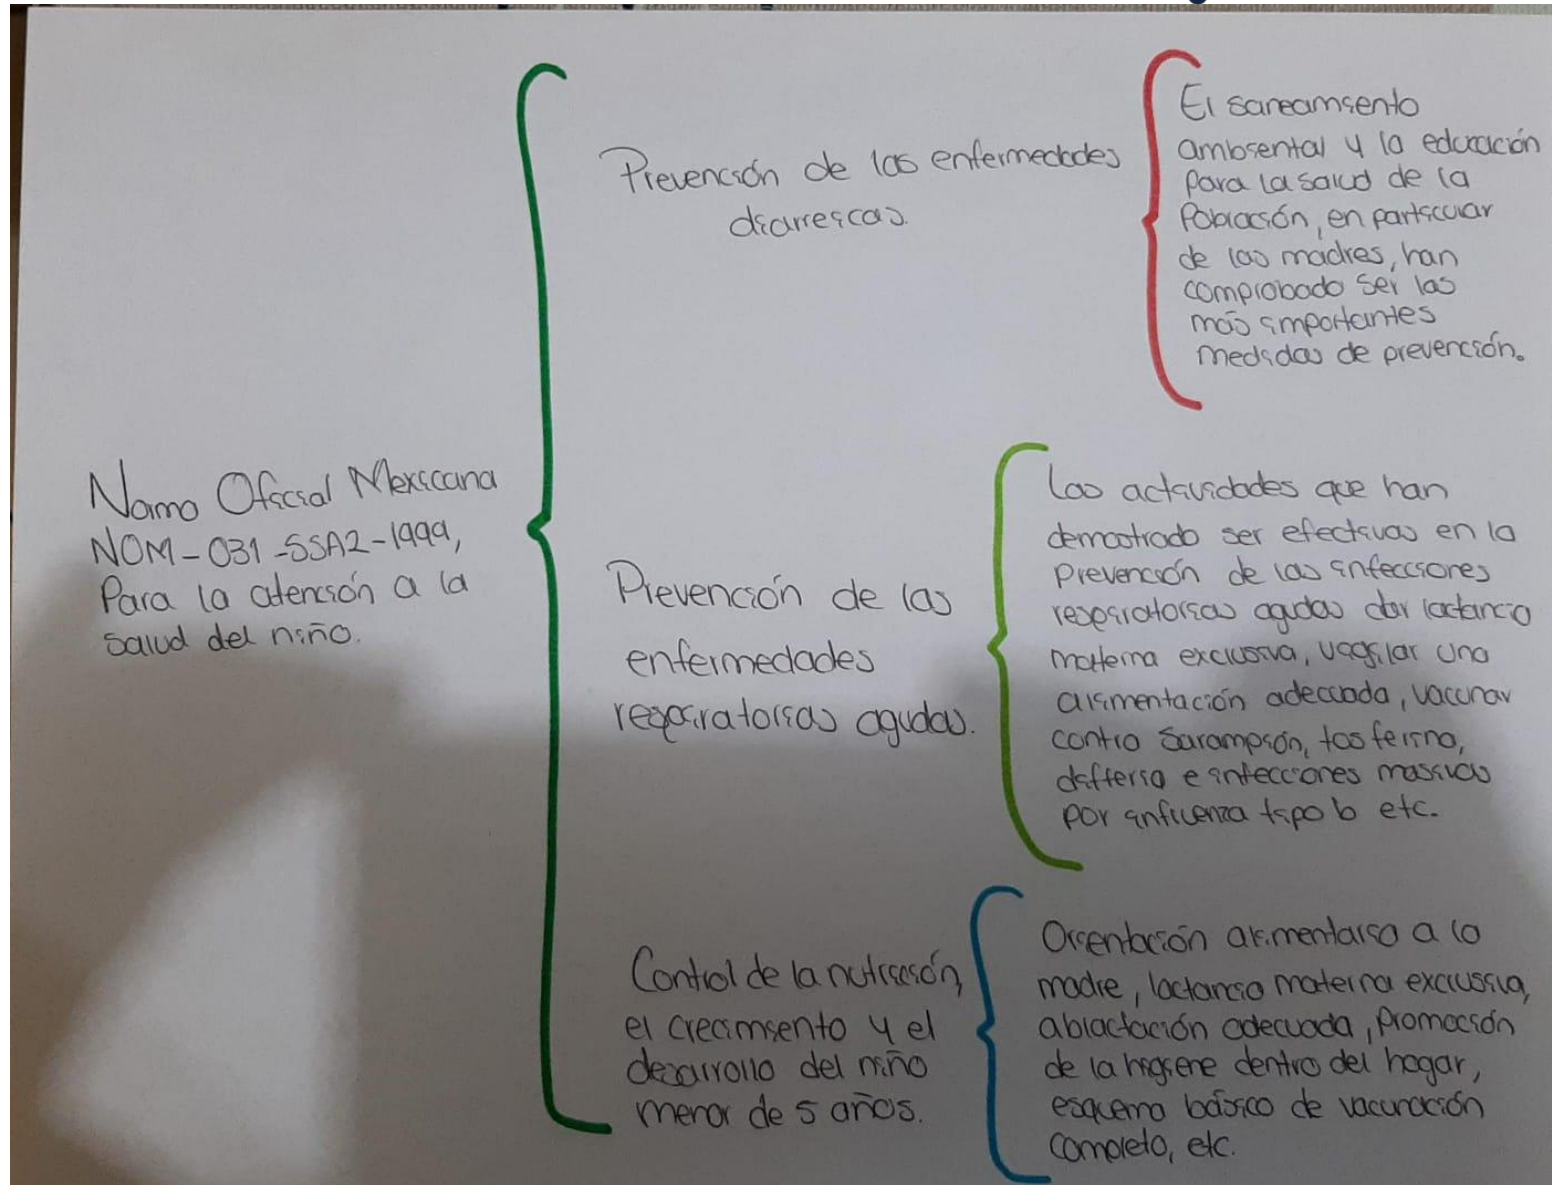 Norma Oficial Mexicana
NOM-031-SSA2-1999,
Para la atención a la
salud del niño.
Prevención de las enfermedades
diarreicas.
El saneamiento
ambiental y la educación
para la salud de la
Población, en particular
de las madres, han
comprobado ser las
más importantes
medidas de prevención.
Prevención de las
enfermedades
respiratorias agudas.
Las actividades que han
demostrado ser efectivas en la
prevención de las infecciones
respiratorias agudas dar lactancia
materna exclusiva, vigilar una
alimentación adecuada, vacunar
contra Sarampión, tosferina,
difteria e infecciones massivas
por influenza tipo b etc.
Control de la nutrición,
el crecimiento y el
desarrollo del niño
menor de 5 años.
Orientación alimentaria a la
madre, lactancia materna exclusiva,
ablactación adecuada, promoción
de la higiene dentro del hogar,
esquema básico de vacunación
completo, etc.